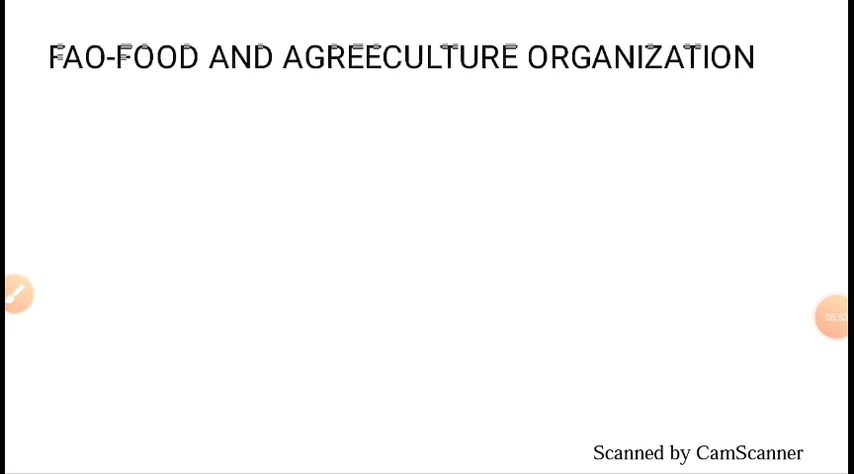 FAO-FOOD AND AGREECULTURE ORGANIZATION
Scanned by CamScanner